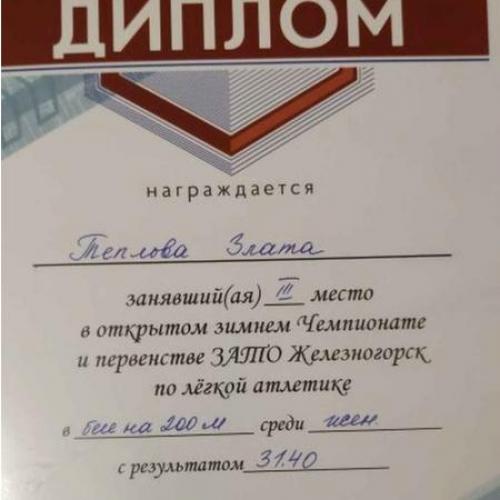 ДИПЛОМ
награждается
Теплова Злата
занявший(ая) III место
в открытом зимнем Чемпионате
и первенстве ЗАТО Железногорск
по лёгкой атлетике
в беге на 200 м среди жен.
с результатом 31.40